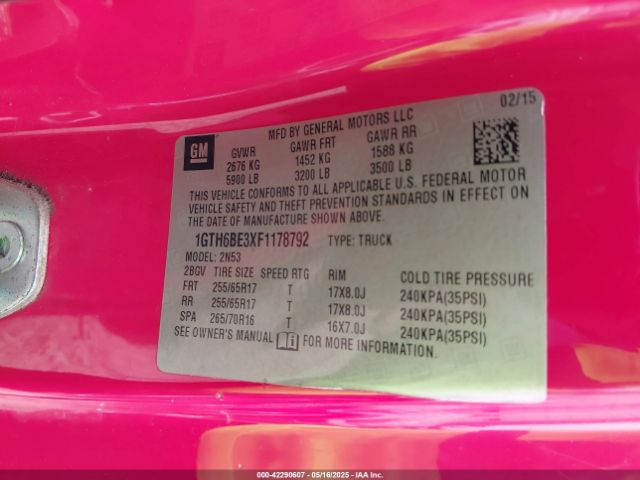 02/15
MFD BY GENERAL MOTORS LLC
GM
GVWR GAWR FRT GAWR RR
2676 KG 1452 KG 1588 KG
5900 LB 3200 LB 3500 LB
THIS VEHICLE CONFORMS TO ALL APPLICABLE U.S. FEDERAL MOTOR
VEHICLE SAFETY AND THEFT PREVENTION STANDARDS IN EFFECT ON
THE DATE OF MANUFACTURE SHOWN ABOVE.
1GTH6BE3XF1178792 TYPE: TRUCK
MODEL: 2N53
2BGV TIRE SIZE SPEED RTG RIM COLD TIRE PRESSURE
FRT 255/65R17 T 17X8.0J 240KPA(35PSI)
RR 255/65R17 T 17X8.0J 240KPA(35PSI)
SPA 265/70R16 T 16X7.0J 240KPA(35PSI)
SEE OWNER'S MANUAL FOR MORE INFORMATION.
000-42290607 - 05/16/2025 - IAA Inc.